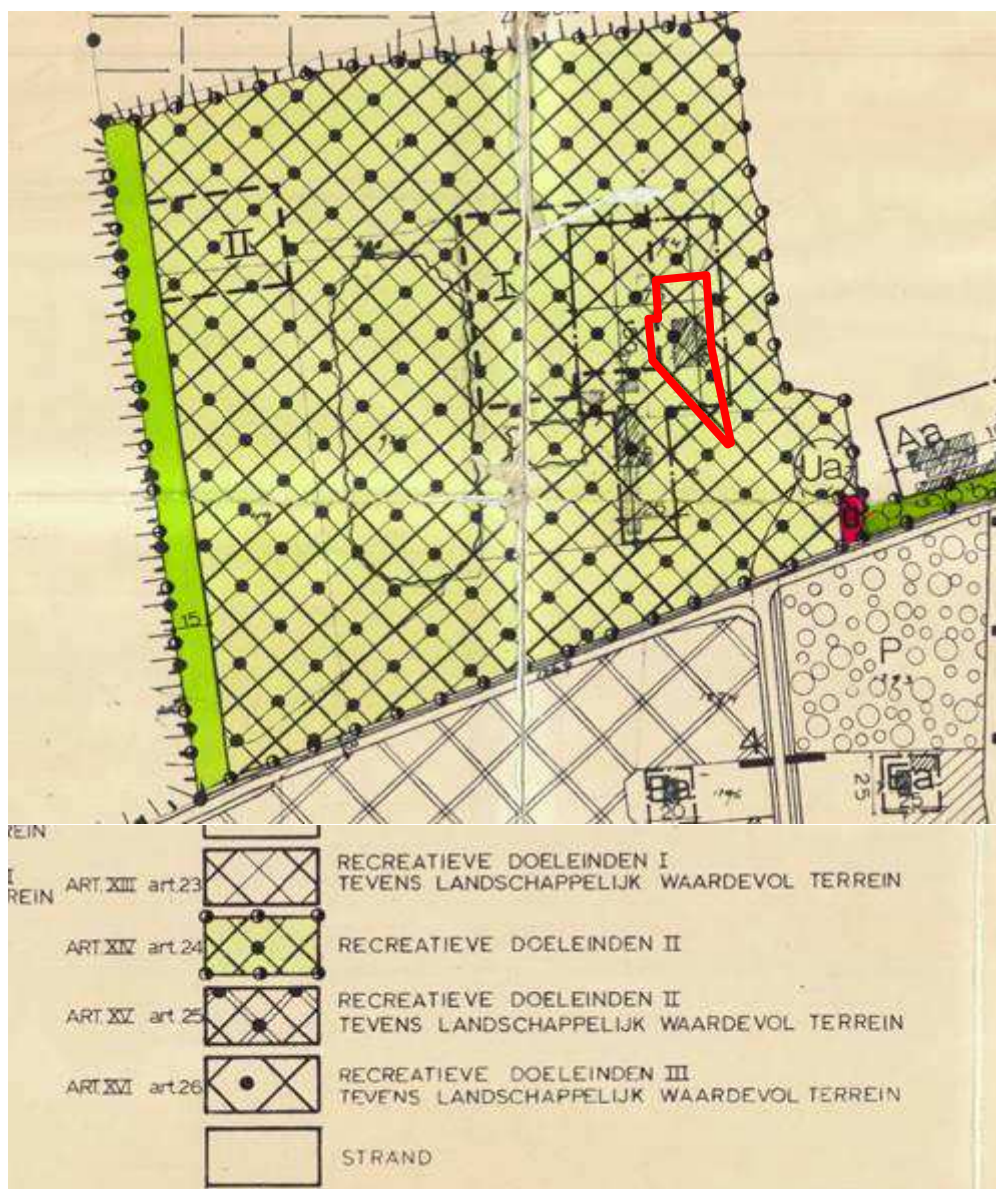 II
I
Ua
Aa
15
25
P
4
25
20
REIN
I
REIN
ART. XIII art. 23
RECREATIEVE DOELEINDEN I
TEVENS LANDSCHAPPELIJK WAARDEVOL TERREIN
ART. XIV art. 24
RECREATIEVE DOELEINDEN II
ART. XV art. 25
RECREATIEVE DOELEINDEN II
TEVENS LANDSCHAPPELIJK WAARDEVOL TERREIN
ART. XVI art. 26
RECREATIEVE DOELEINDEN III
TEVENS LANDSCHAPPELIJK WAARDEVOL TERREIN
STRAND